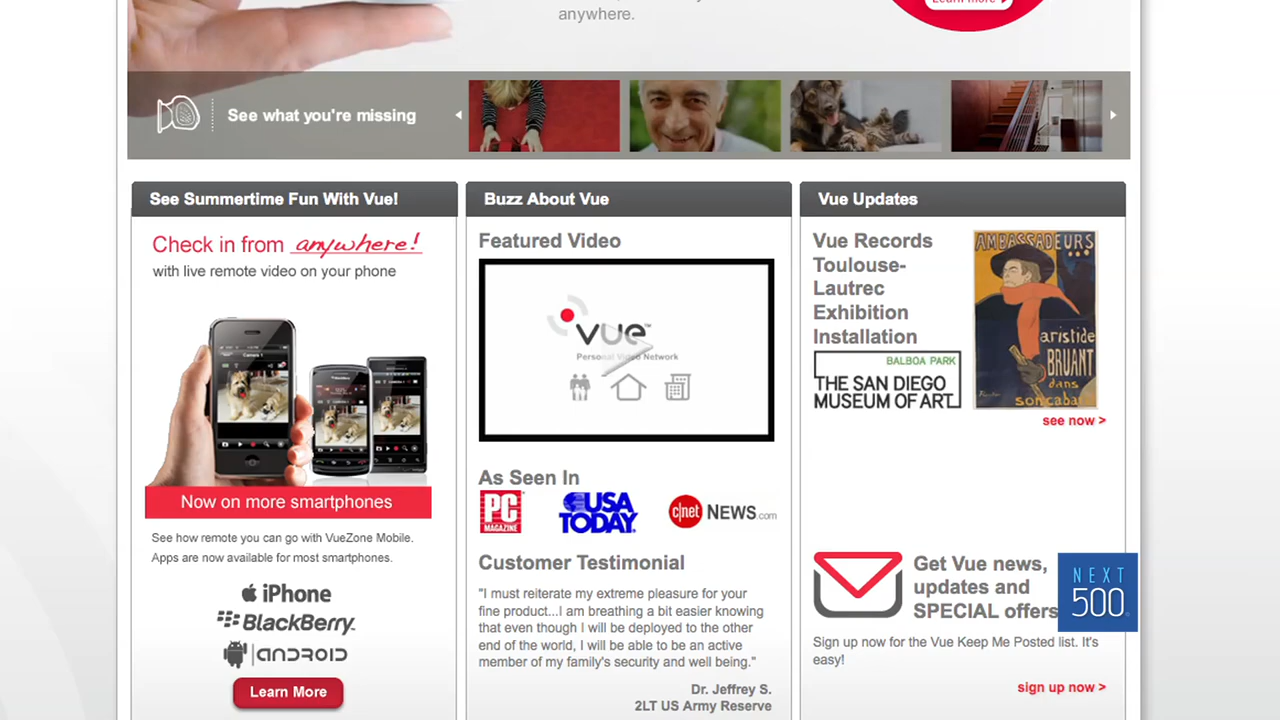 anywhere.
Learn more
See what you're missing
See Summertime Fun With Vue!
Check in from anywhere!
with live remote video on your phone
Now on more smartphones
See how remote you can go with VueZone Mobile.
Apps are now available for most smartphones.
iPhone
BlackBerry
ANDROID
Learn More
Buzz About Vue
Featured Video
vue™
Personal Video Network
As Seen In
PC MAGAZINE
USA TODAY
c|net NEWS.com
Customer Testimonial
"I must reiterate my extreme pleasure for your
fine product...I am breathing a bit easier knowing
that even though I will be deployed to the other
end of the world, I will be able to be an active
member of my family's security and well being."
Dr. Jeffrey S.
2LT US Army Reserve
Vue Updates
Vue Records
Toulouse-
Lautrec
Exhibition
Installation
BALBOA PARK
THE SAN DIEGO
MUSEUM OF ART.
AMBASSADEURS
aristide
BRUANT
dans
son cabaret
see now >
Get Vue news,
updates and
SPECIAL offers
Sign up now for the Vue Keep Me Posted list. It's
easy!
sign up now >
NEXT
500